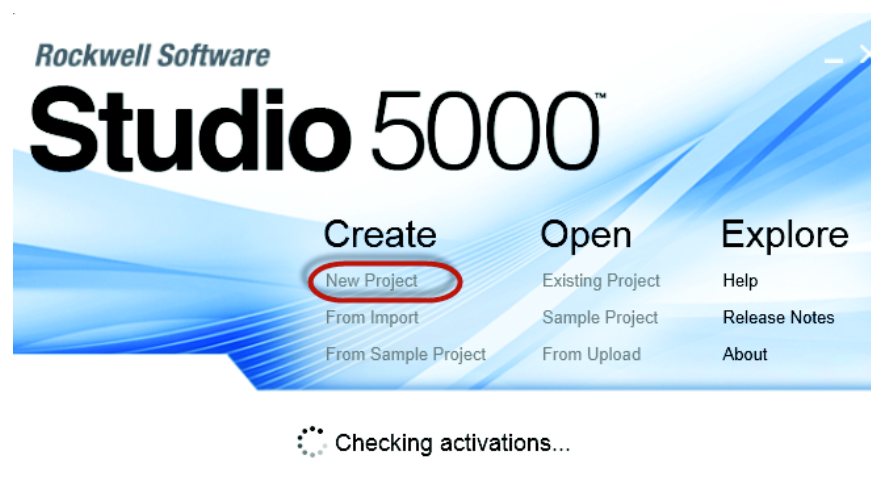 Rockwell Software
Studio 5000™
Create
New Project
From Import
From Sample Project
Open
Existing Project
Sample Project
From Upload
Explore
Help
Release Notes
About
Checking activations...